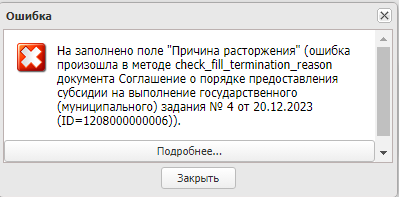 Ошибка
На заполнено поле "Причина расторжения" (ошибка
произошла в методе check_fill_termination_reason
документа Соглашение о порядке предоставления
субсидии на выполнение государственного
(муниципального) задания № 4 от 20.12.2023
(ID=1208000000006)).
Подробнее...
Закрыть